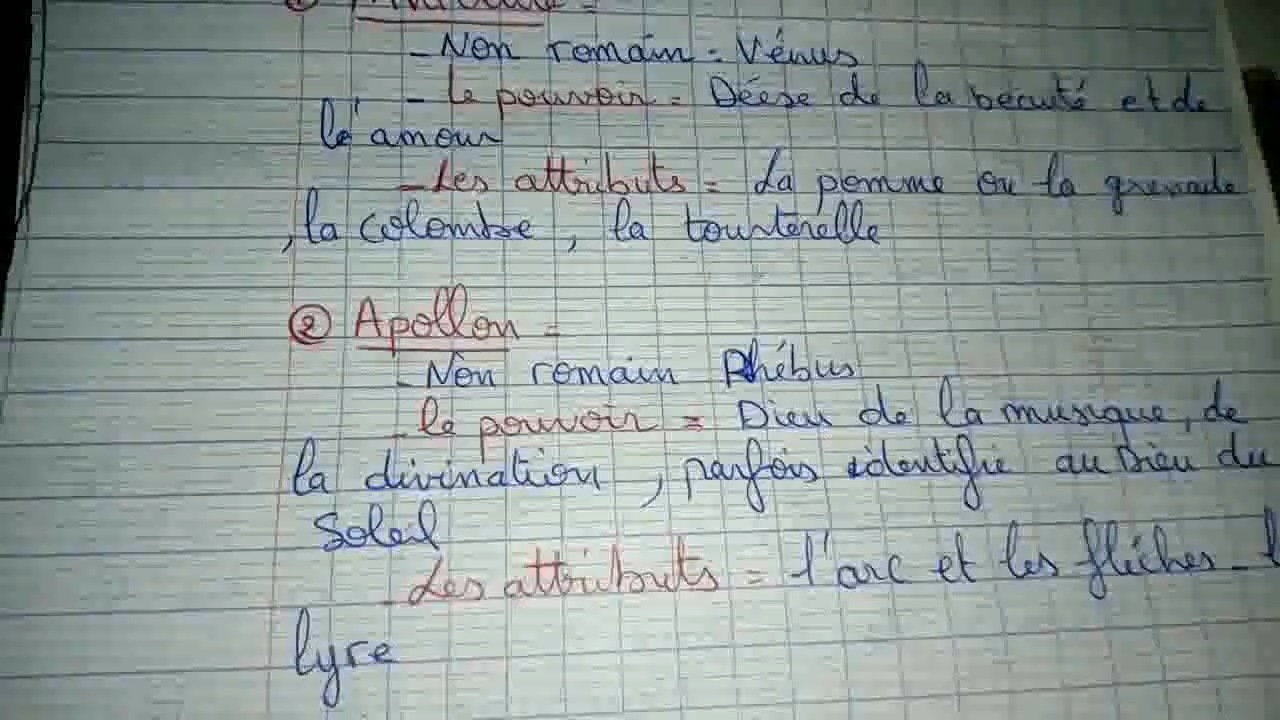 - Non romain = Vénus
- Le pouvoir = Déese de la beauté et de
l'amour
- Les attributs = La pomme ou la grenade
, la colombe, la tourterelle
② Apollon =
- Non romain Phébus
- le pouvoir = Dieu de la musique, de
la divination, parfois identifie au Dieu du
Soleil
- Les attributs = l'arc et les fléches - l
lyre